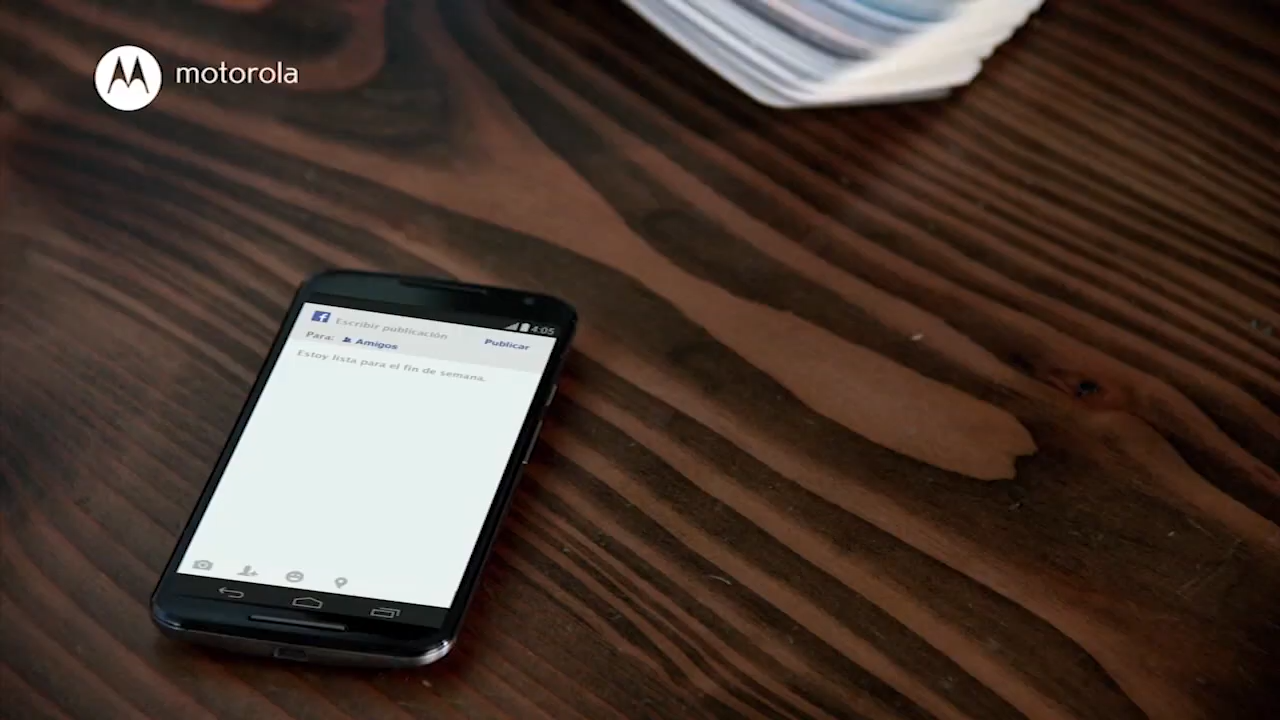 motorola
Escribir publicación
4:05
Para: Amigos
Publicar
Estoy lista para el fin de semana.